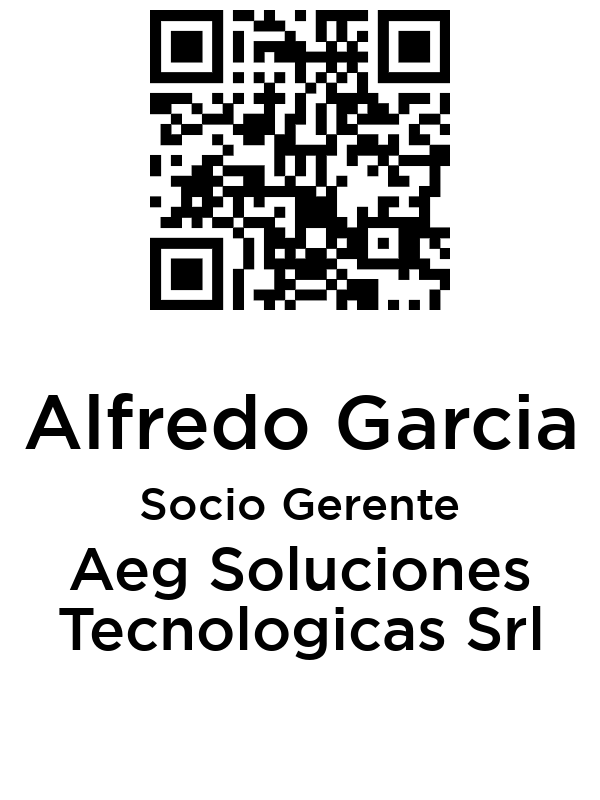 Alfredo Garcia
Socio Gerente
Aeg Soluciones
Tecnologicas Srl